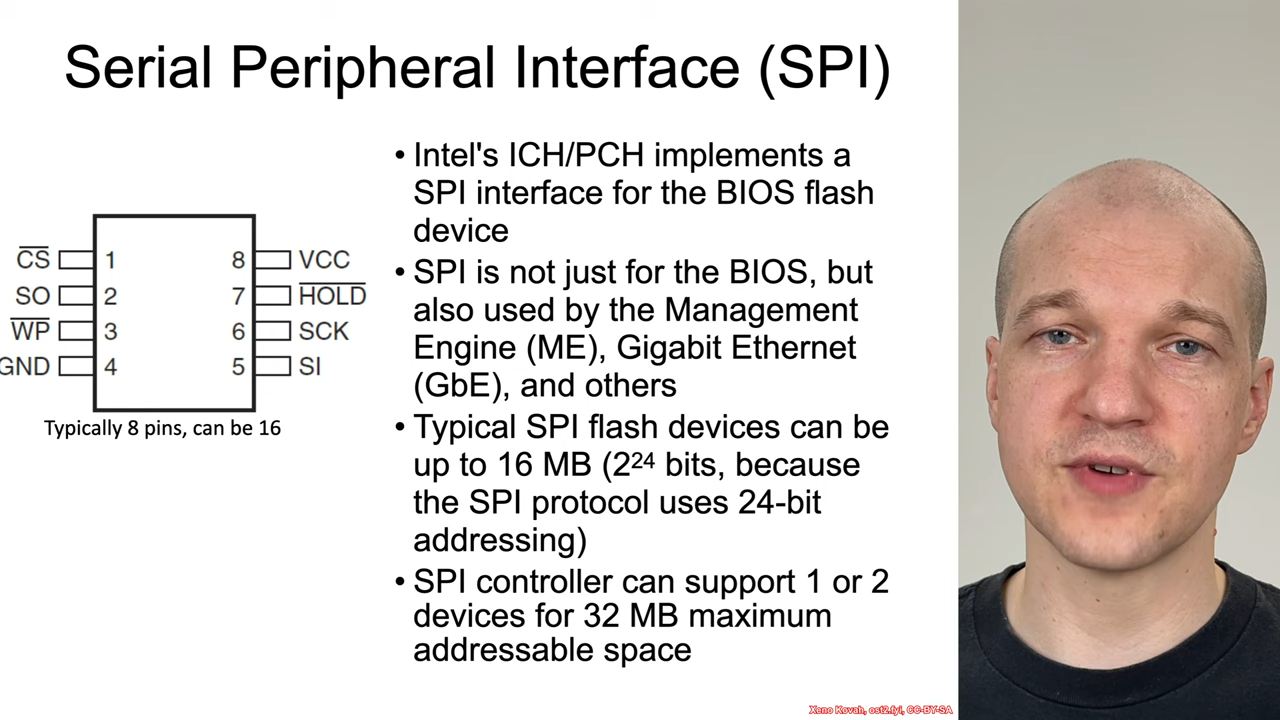 Serial Peripheral Interface (SPI)
• Intel's ICH/PCH implements a
SPI interface for the BIOS flash
device
• SPI is not just for the BIOS, but
also used by the Management
Engine (ME), Gigabit Ethernet
(GbE), and others
• Typical SPI flash devices can be
up to 16 MB (2²⁴ bits, because
the SPI protocol uses 24-bit
addressing)
• SPI controller can support 1 or 2
devices for 32 MB maximum
addressable space
C̅S̅ 1 8 VCC
SO 2 7 H̅O̅L̅D̅
W̅P̅ 3 6 SCK
GND 4 5 SI
Typically 8 pins, can be 16
Xeno Kovah, ost2.fyi, CC-BY-SA